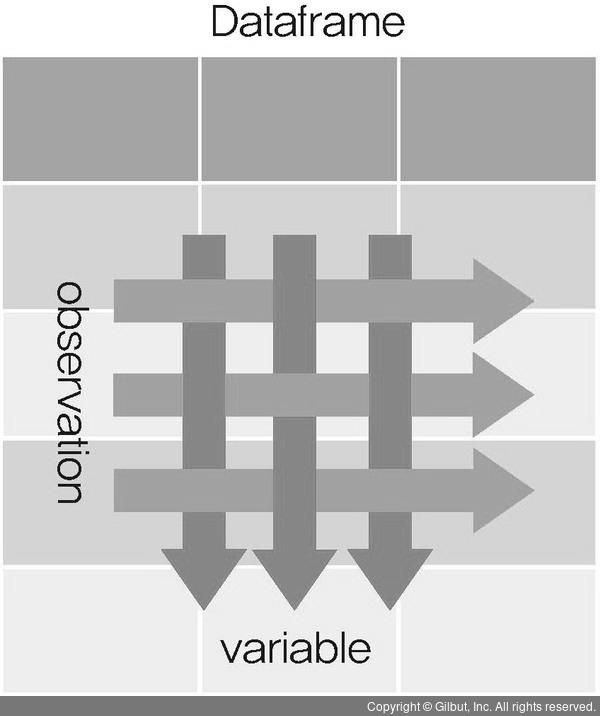 Dataframe
observation
variable
Copyright © Gilbut, Inc. All rights reserved.